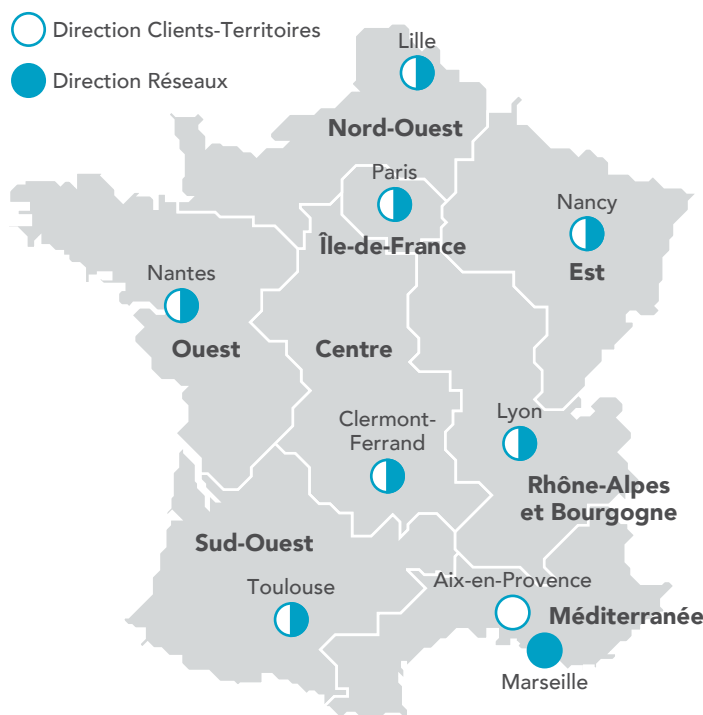 Direction Clients-Territoires
Direction Réseaux
Lille
Nord-Ouest
Paris
Île-de-France
Nancy
Est
Nantes
Ouest
Centre
Clermont-
Ferrand
Lyon
Rhône-Alpes
et Bourgogne
Sud-Ouest
Toulouse
Aix-en-Provence
Méditerranée
Marseille